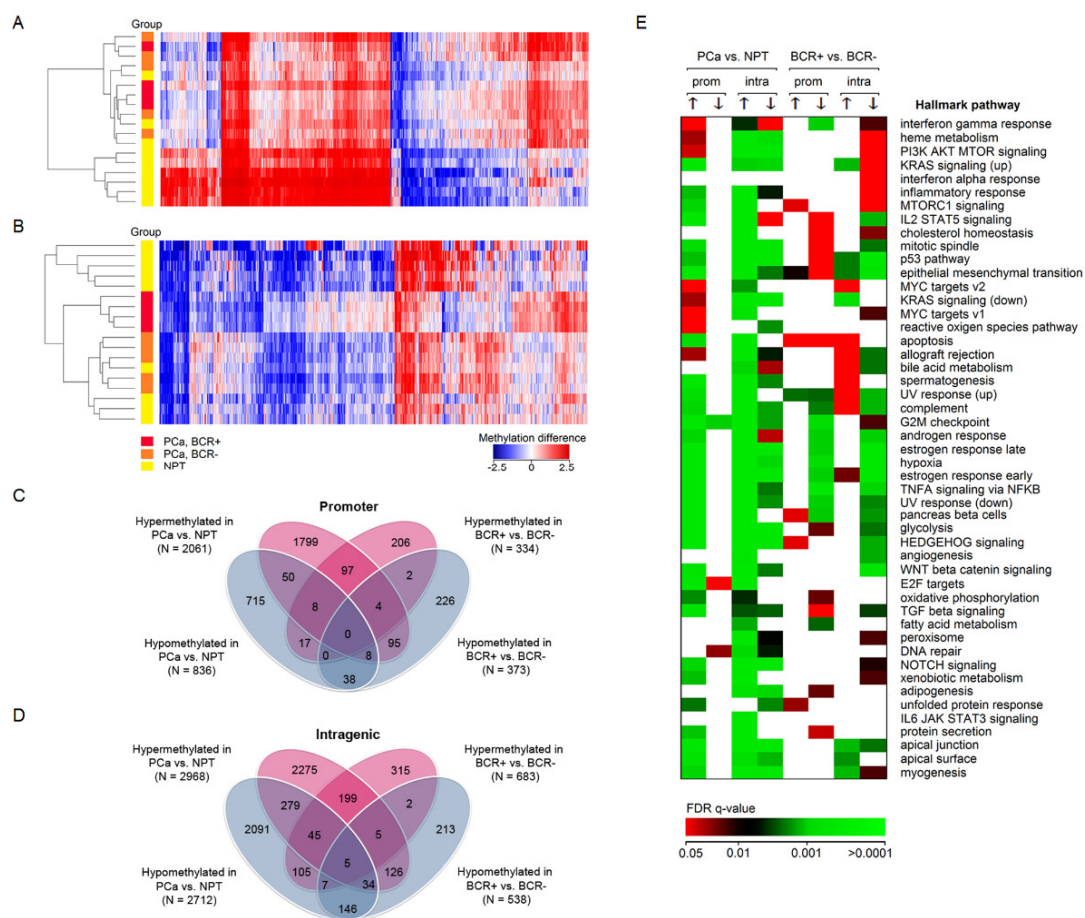 A
Group
B
Group
PCa, BCR+
PCa, BCR-
NPT
Methylation difference
-2.5 0 2.5
C
Promoter
Hypermethylated in
PCa vs. NPT
(N = 2061)
Hypermethylated in
BCR+ vs. BCR-
(N = 334)
1799 206
50 97 2
715 8 4 226
0
17 0 8 95
38
Hypomethylated in
PCa vs. NPT
(N = 836)
Hypomethylated in
BCR+ vs. BCR-
(N = 373)
D
Intragenic
Hypermethylated in
PCa vs. NPT
(N = 2968)
Hypermethylated in
BCR+ vs. BCR-
(N = 683)
2275 315
279 199 2
2091 45 5 213
5
105 7 34 126
146
Hypomethylated in
PCa vs. NPT
(N = 2712)
Hypomethylated in
BCR+ vs. BCR-
(N = 538)
E
PCa vs. NPT BCR+ vs. BCR-
prom intra prom intra
↑ ↓ ↑ ↓ ↑ ↓ ↑ ↓ Hallmark pathway
interferon gamma response
heme metabolism
PI3K AKT MTOR signaling
KRAS signaling (up)
interferon alpha response
inflammatory response
MTORC1 signaling
IL2 STAT5 signaling
cholesterol homeostasis
mitotic spindle
p53 pathway
epithelial mesenchymal transition
MYC targets v2
KRAS signaling (down)
MYC targets v1
reactive oxigen species pathway
apoptosis
allograft rejection
bile acid metabolism
spermatogenesis
UV response (up)
complement
G2M checkpoint
androgen response
estrogen response late
hypoxia
estrogen response early
TNFA signaling via NFKB
UV response (down)
pancreas beta cells
glycolysis
HEDGEHOG signaling
angiogenesis
WNT beta catenin signaling
E2F targets
oxidative phosphorylation
TGF beta signaling
fatty acid metabolism
peroxisome
DNA repair
NOTCH signaling
xenobiotic metabolism
adipogenesis
unfolded protein response
IL6 JAK STAT3 signaling
protein secretion
apical junction
apical surface
myogenesis
FDR q-value
0.05 0.01 0.001 >0.0001